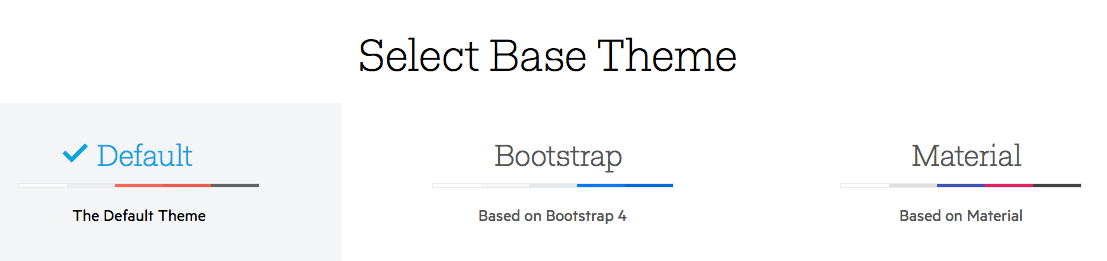 Select Base Theme
Default
Bootstrap
Material
The Default Theme
Based on Bootstrap 4
Based on Material